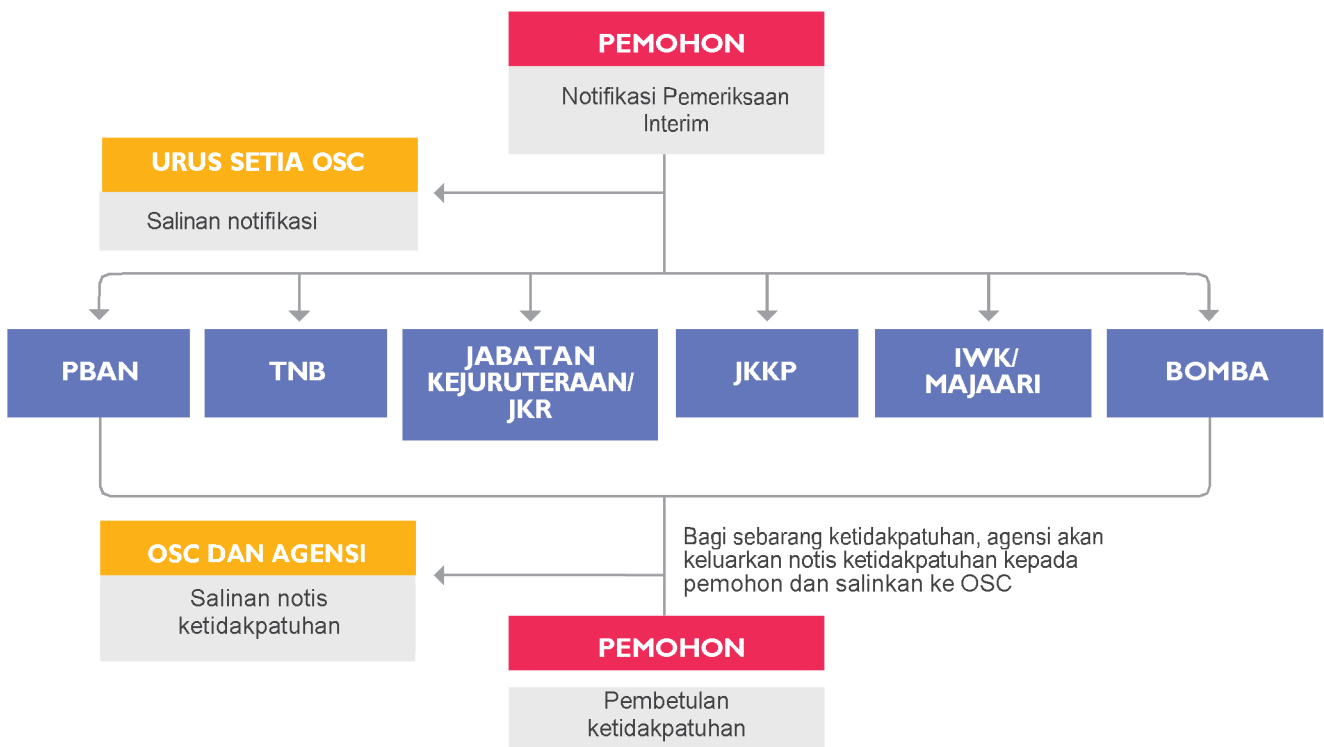 PEMOHON
Notifikasi Pemeriksaan
Interim
URUS SETIA OSC
Salinan notifikasi
PBAN
TNB
JABATAN
KEJURUTERAAN/
JKR
JKKP
IWK/
MAJAARI
BOMBA
Bagi sebarang ketidakpatuhan, agensi akan
keluarkan notis ketidakpatuhan kepada
pemohon dan salinkan ke OSC
OSC DAN AGENSI
Salinan notis
ketidakpatuhan
PEMOHON
Pembetulan
ketidakpatuhan